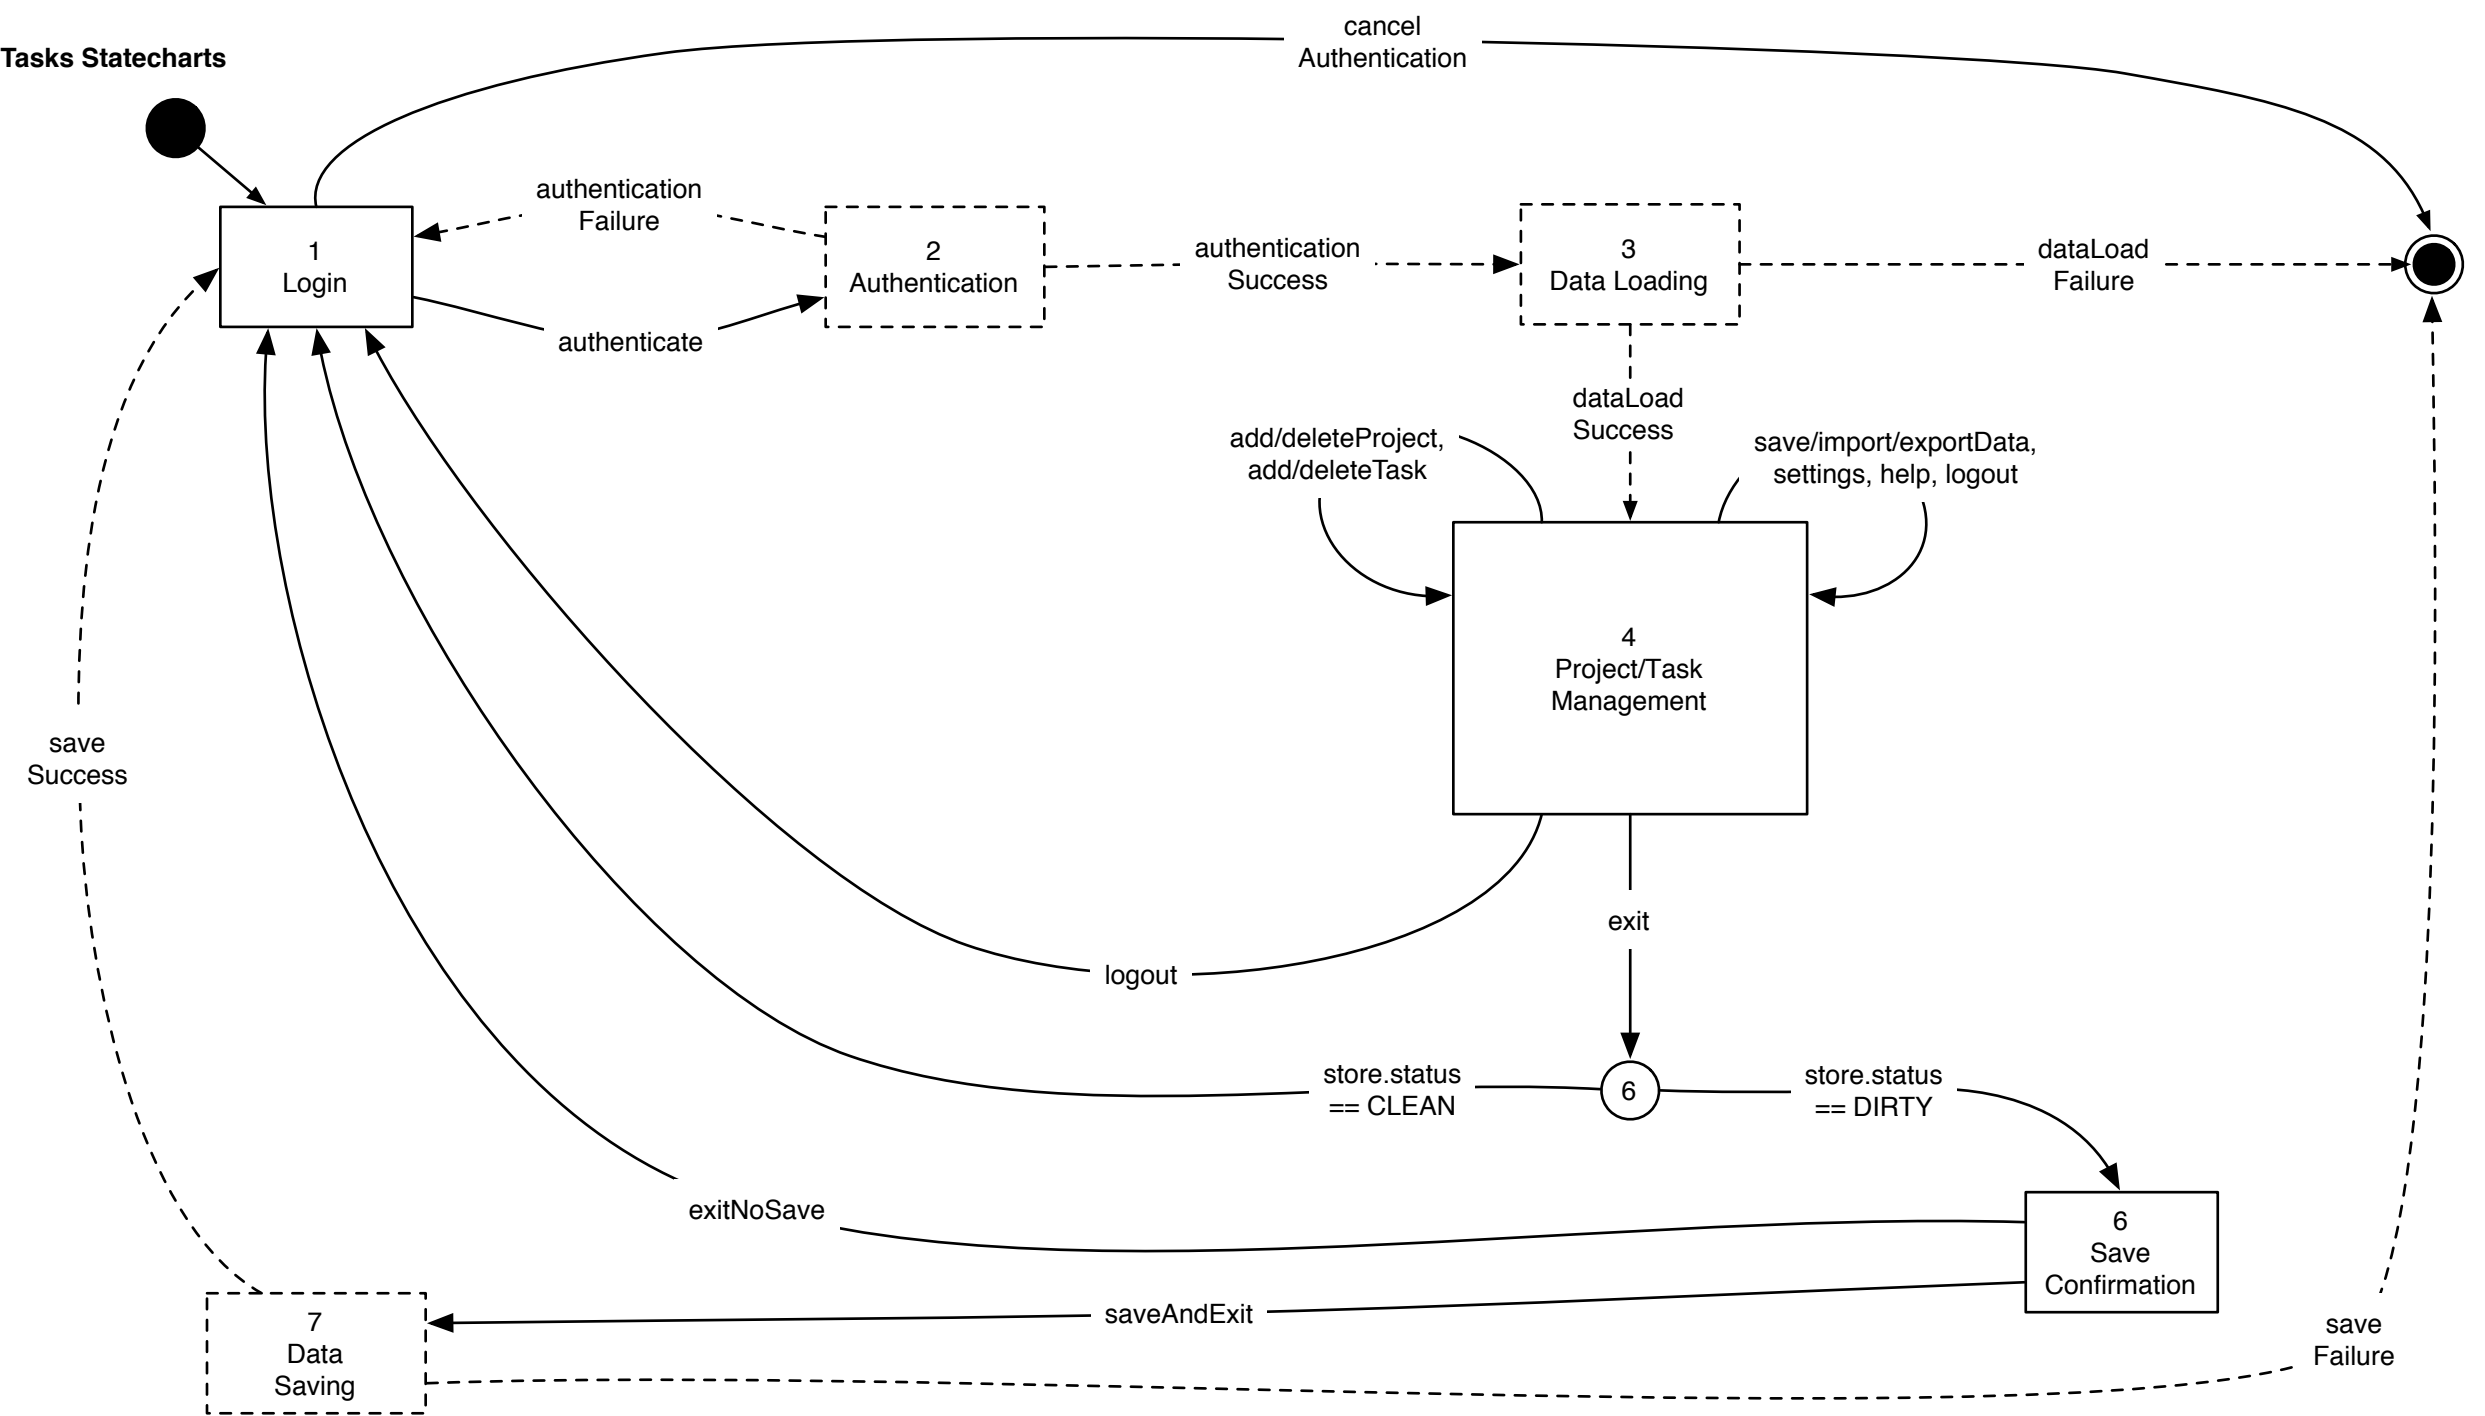 Tasks Statecharts
cancel
Authentication
authentication
Failure
1
Login
2
Authentication
authentication
Success
3
Data Loading
dataLoad
Failure
authenticate
dataLoad
Success
add/deleteProject,
add/deleteTask
save/import/exportData,
settings, help, logout
4
Project/Task
Management
save
Success
exit
logout
store.status
== CLEAN
6
store.status
== DIRTY
exitNoSave
6
Save
Confirmation
saveAndExit
7
Data
Saving
save
Failure